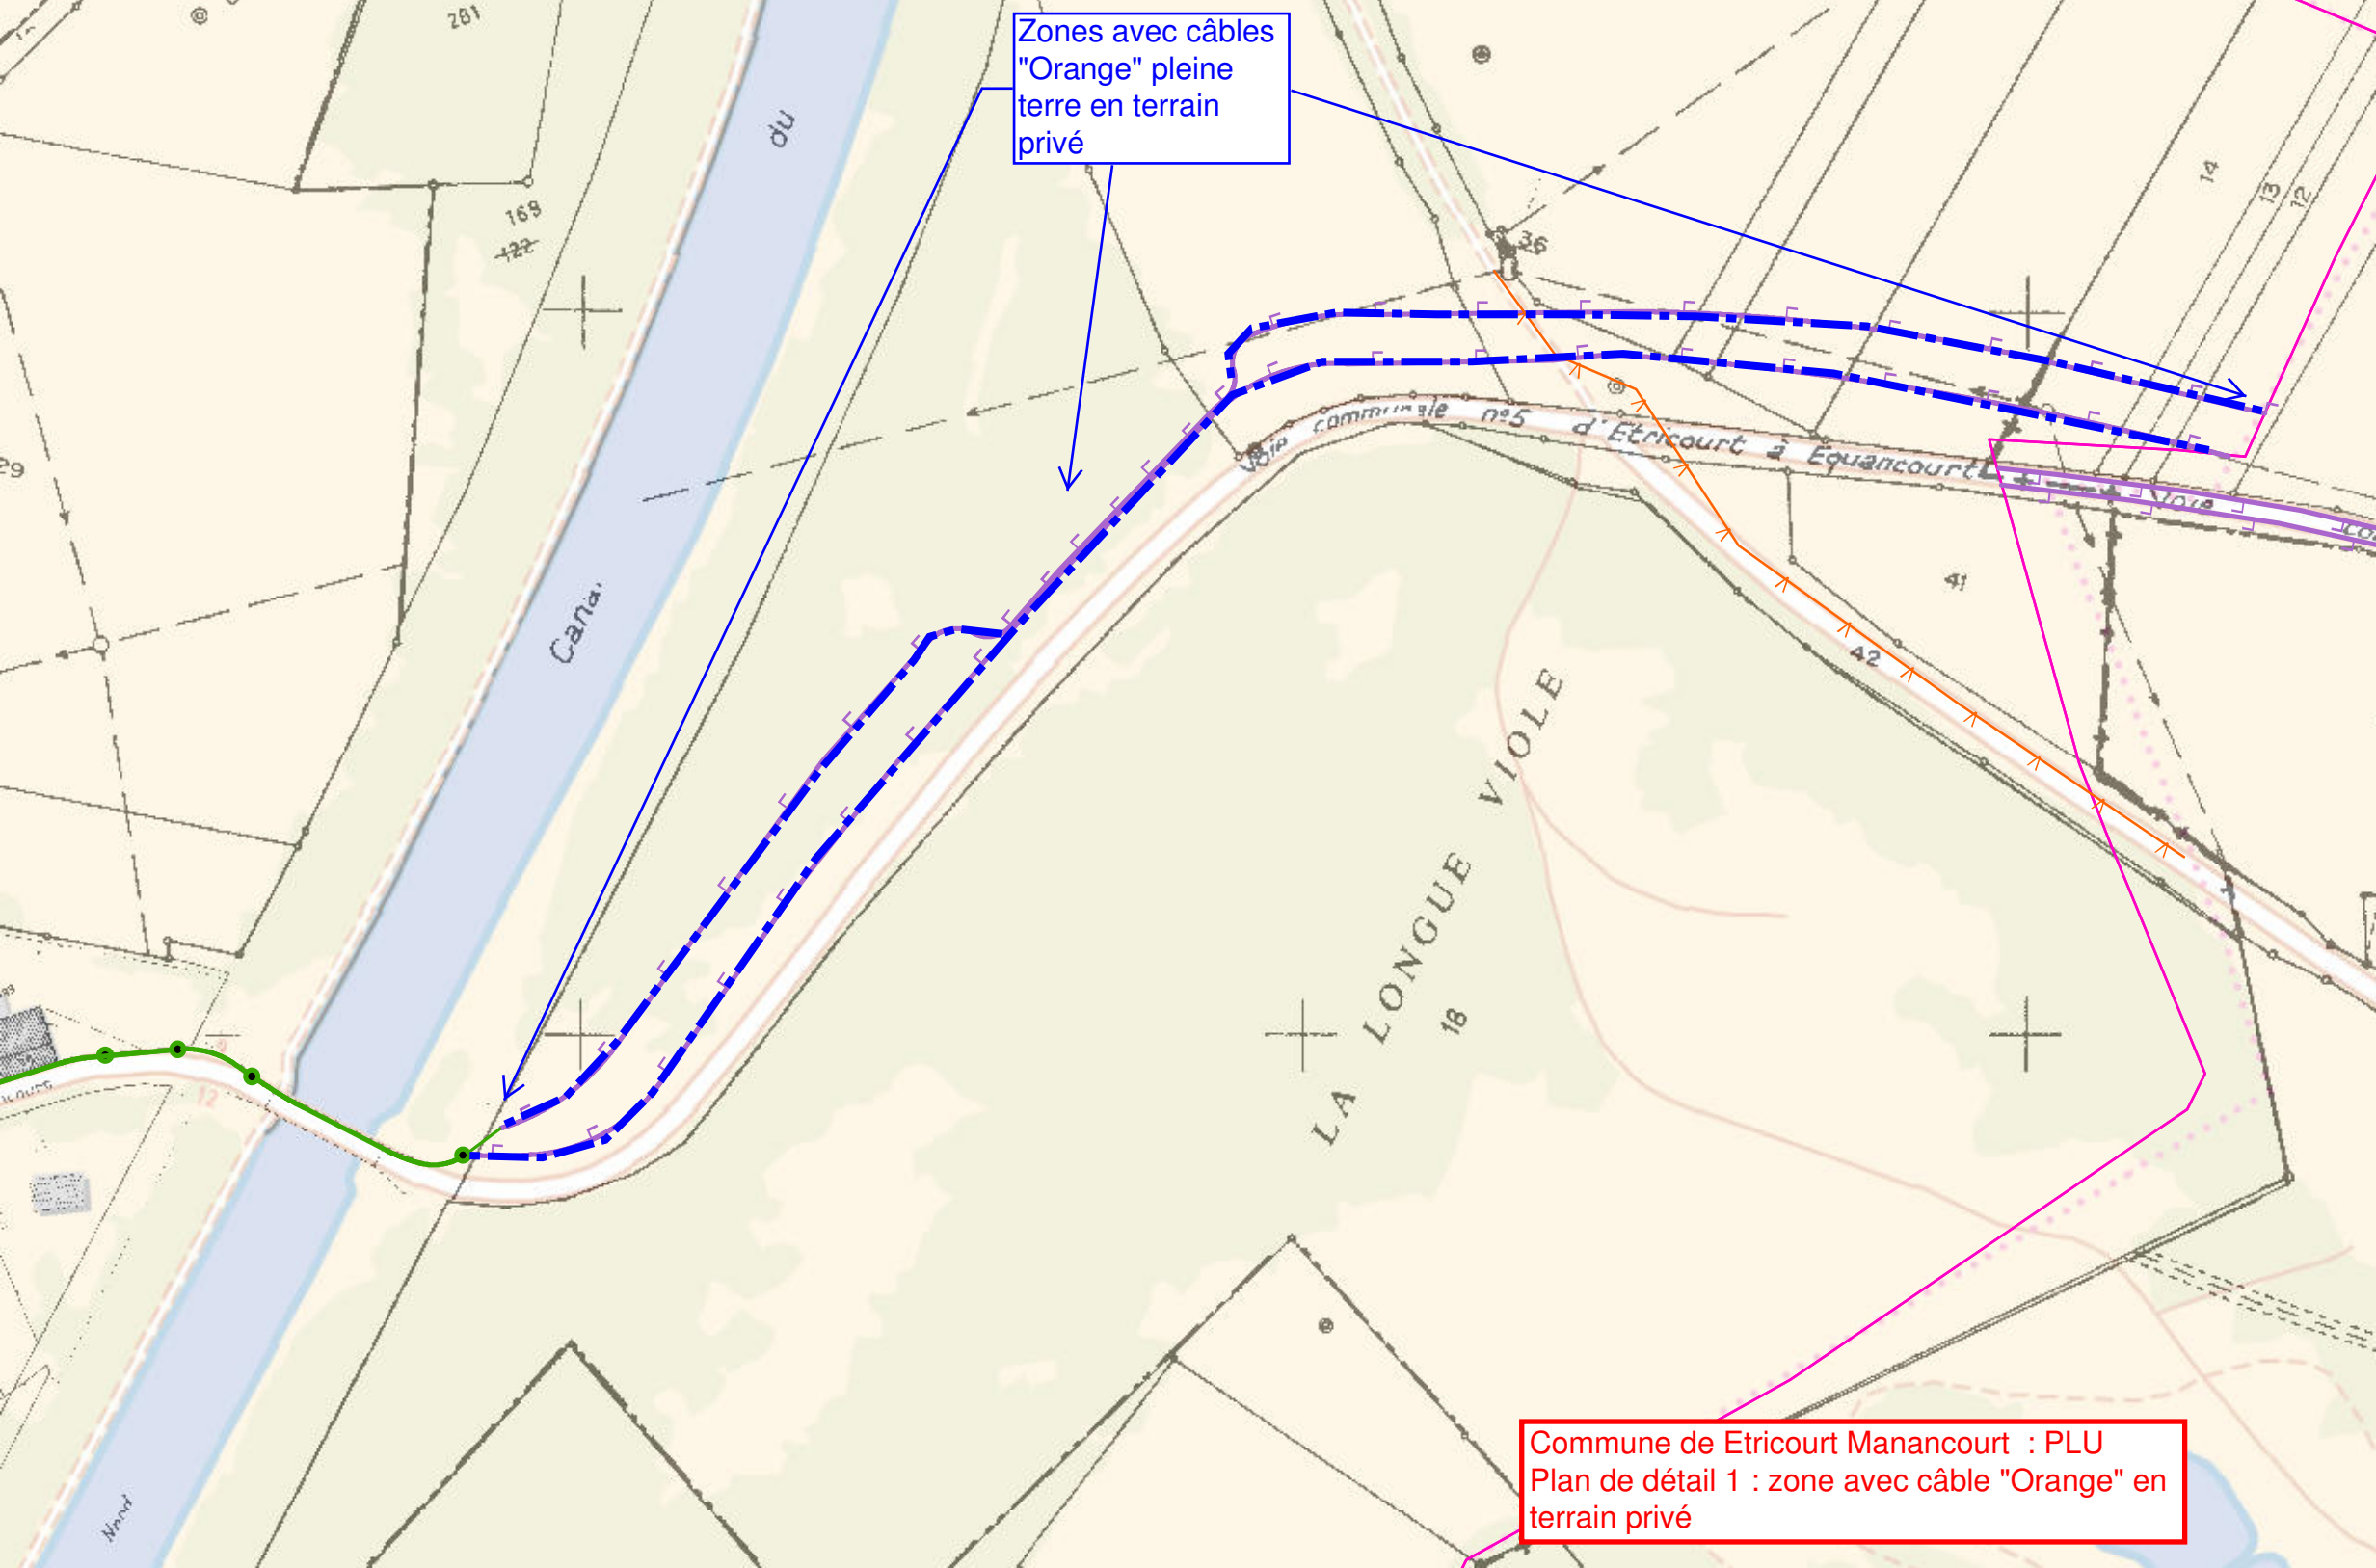 281
Zones avec câbles
"Orange" pleine
terre en terrain
privé
du
14
13
12
169
122
36
Voie communale n°5 d'Etricourt à Equancourt
Voie
29
Canal
41
42
LA LONGUE VIOLE
18
9
12
Nord
Commune de Etricourt Manancourt : PLU
Plan de détail 1 : zone avec câble "Orange" en
terrain privé